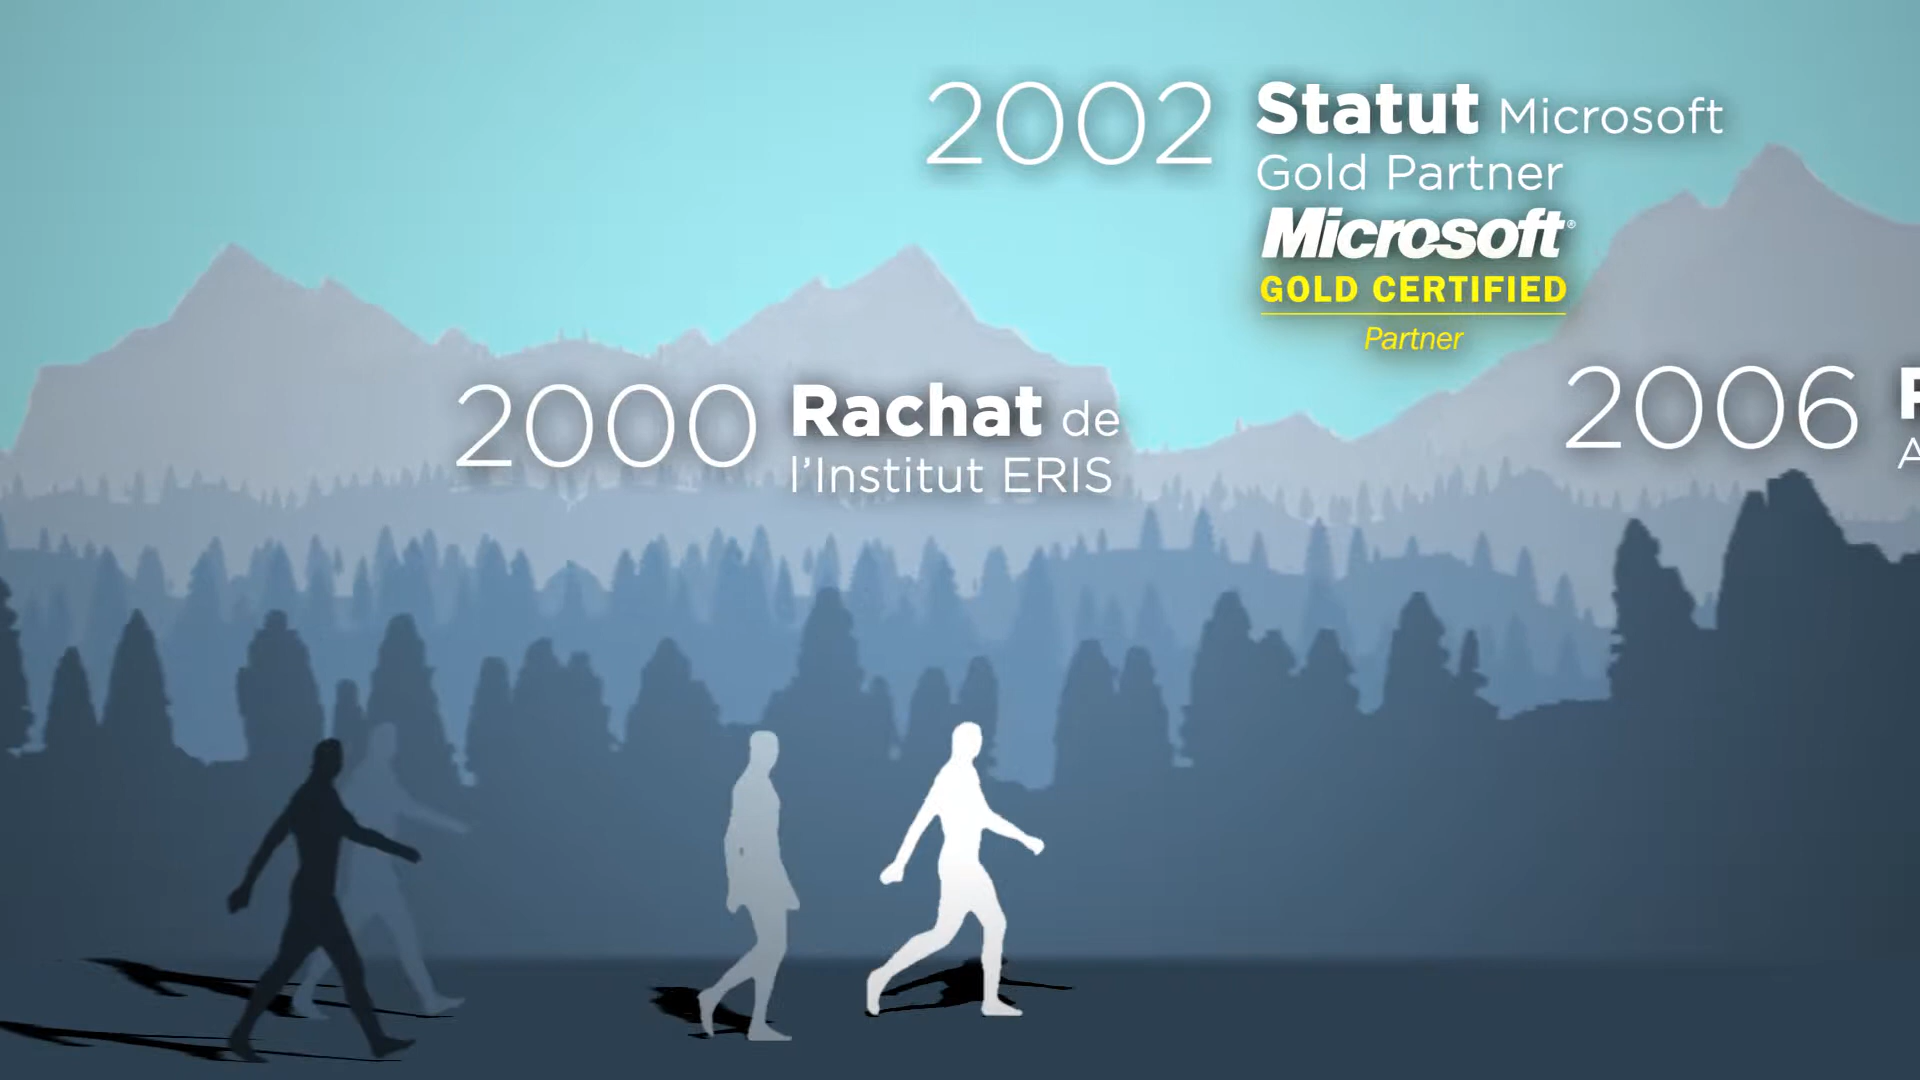 2002 Statut Microsoft
Gold Partner
Microsoft®
GOLD CERTIFIED
Partner
2000 Rachat de
l'Institut ERIS
2006